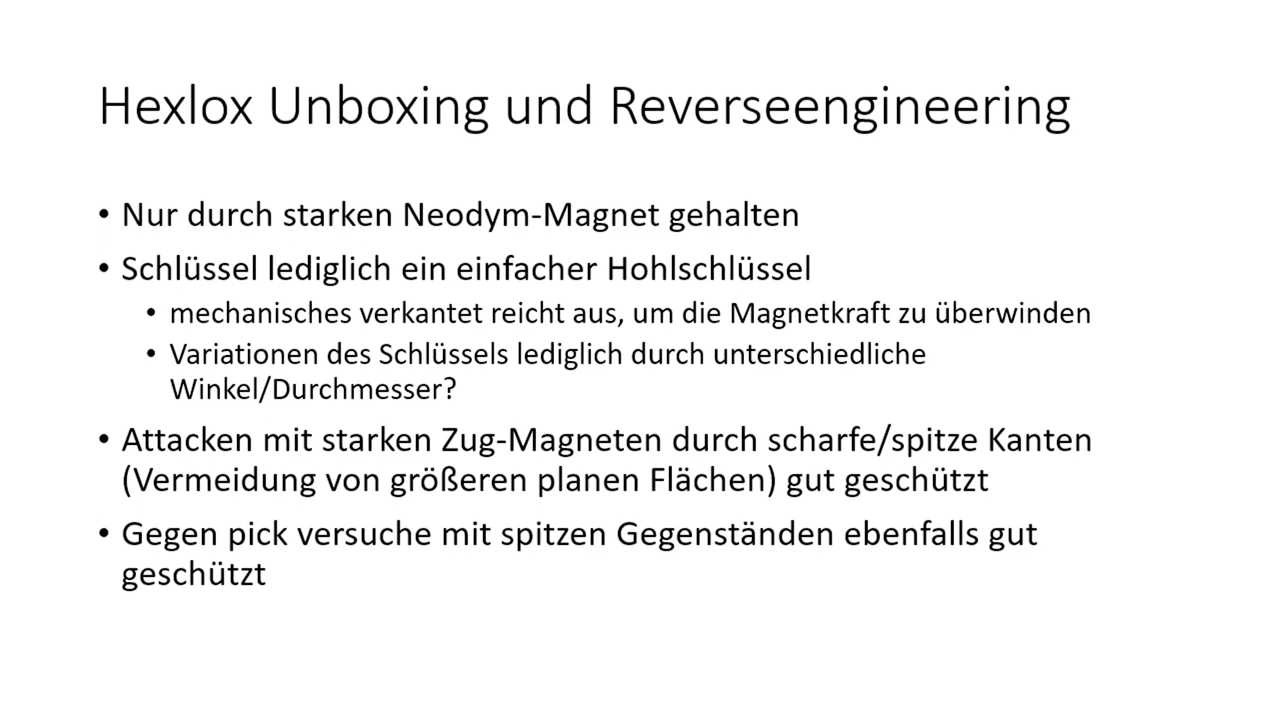 Hexlox Unboxing und Reverseengineering
• Nur durch starken Neodym-Magnet gehalten
• Schlüssel lediglich ein einfacher Hohlschlüssel
• mechanisches verkantet reicht aus, um die Magnetkraft zu überwinden
• Variationen des Schlüssels lediglich durch unterschiedliche
Winkel/Durchmesser?
• Attacken mit starken Zug-Magneten durch scharfe/spitze Kanten
(Vermeidung von größeren planen Flächen) gut geschützt
• Gegen pick versuche mit spitzen Gegenständen ebenfalls gut
geschützt